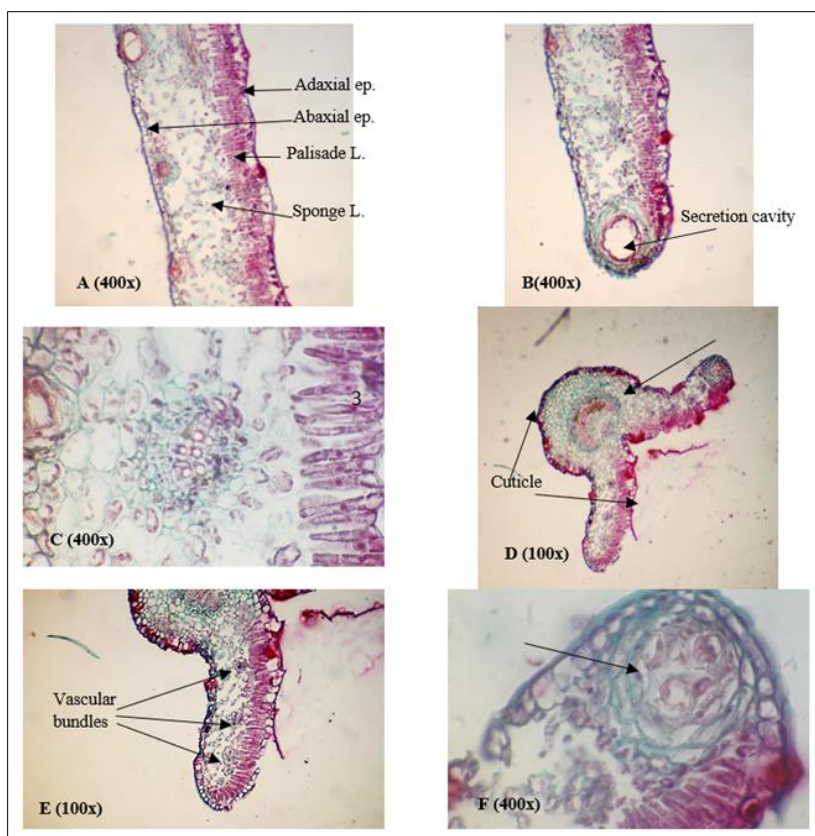 Adaxial ep.
Abaxial ep.
Palisade L.
Sponge L.
A (400x)
Secretion cavity
B(400x)
3
C (400x)
Cuticle
D (100x)
Vascular
bundles
E (100x)
F (400x)